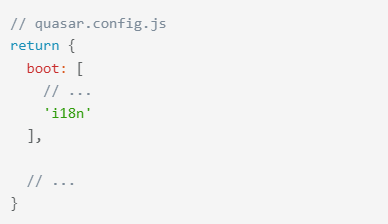 // quasar.config.js
return {
  boot: [
    // ...
    'i18n'
  ],

  // ...
}